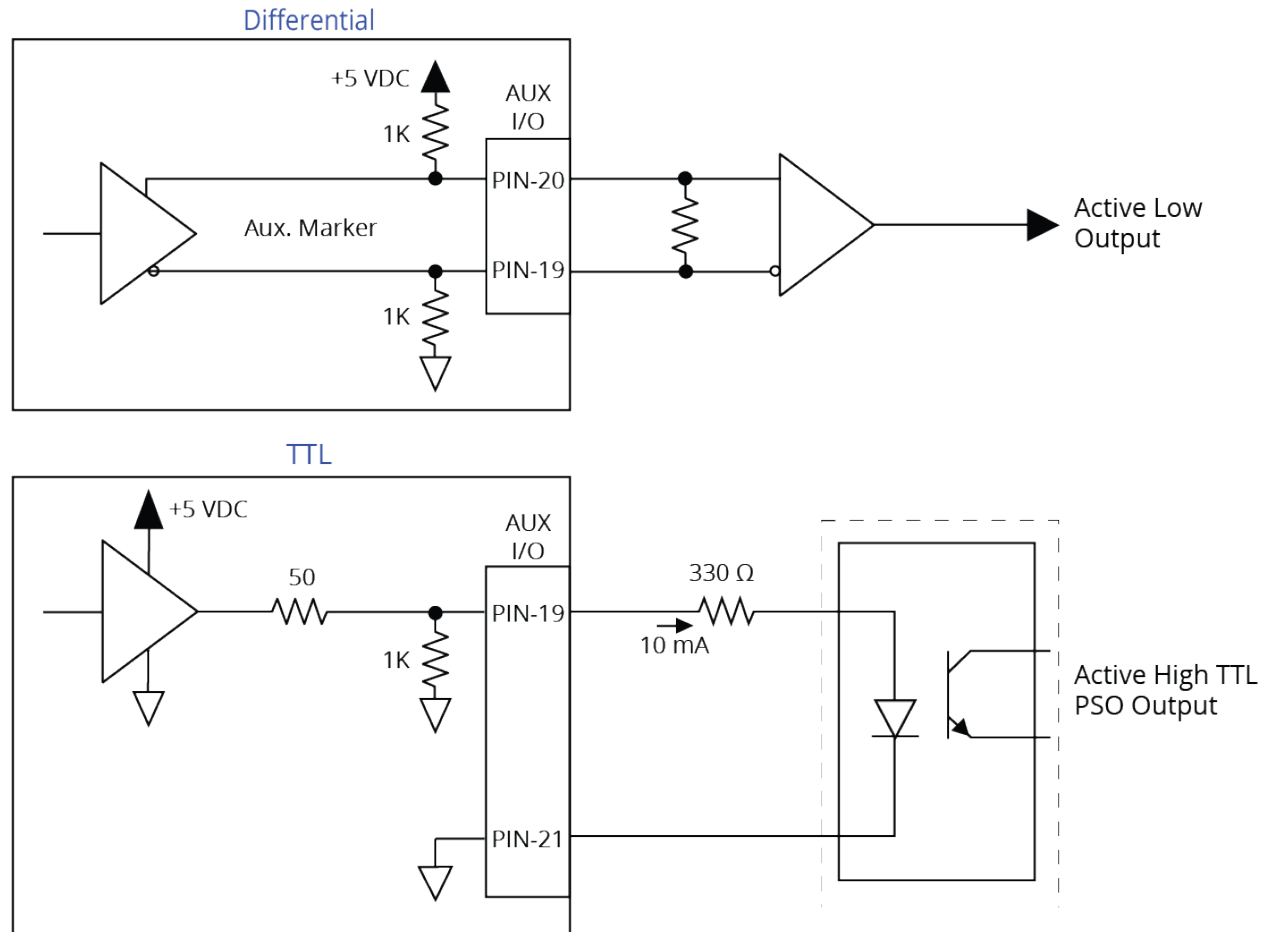 Differential
+5 VDC
AUX
I/O
1K
PIN-20
Aux. Marker
Active Low
Output
PIN-19
1K
TTL
+5 VDC
AUX
I/O
50
330 Ω
PIN-19
10 mA
1K
Active High TTL
PSO Output
PIN-21